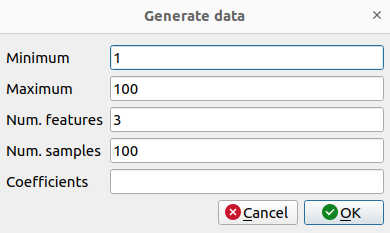 Generate data
Minimum 1
Maximum 100
Num. features 3
Num. samples 100
Coefficients
Cancel OK